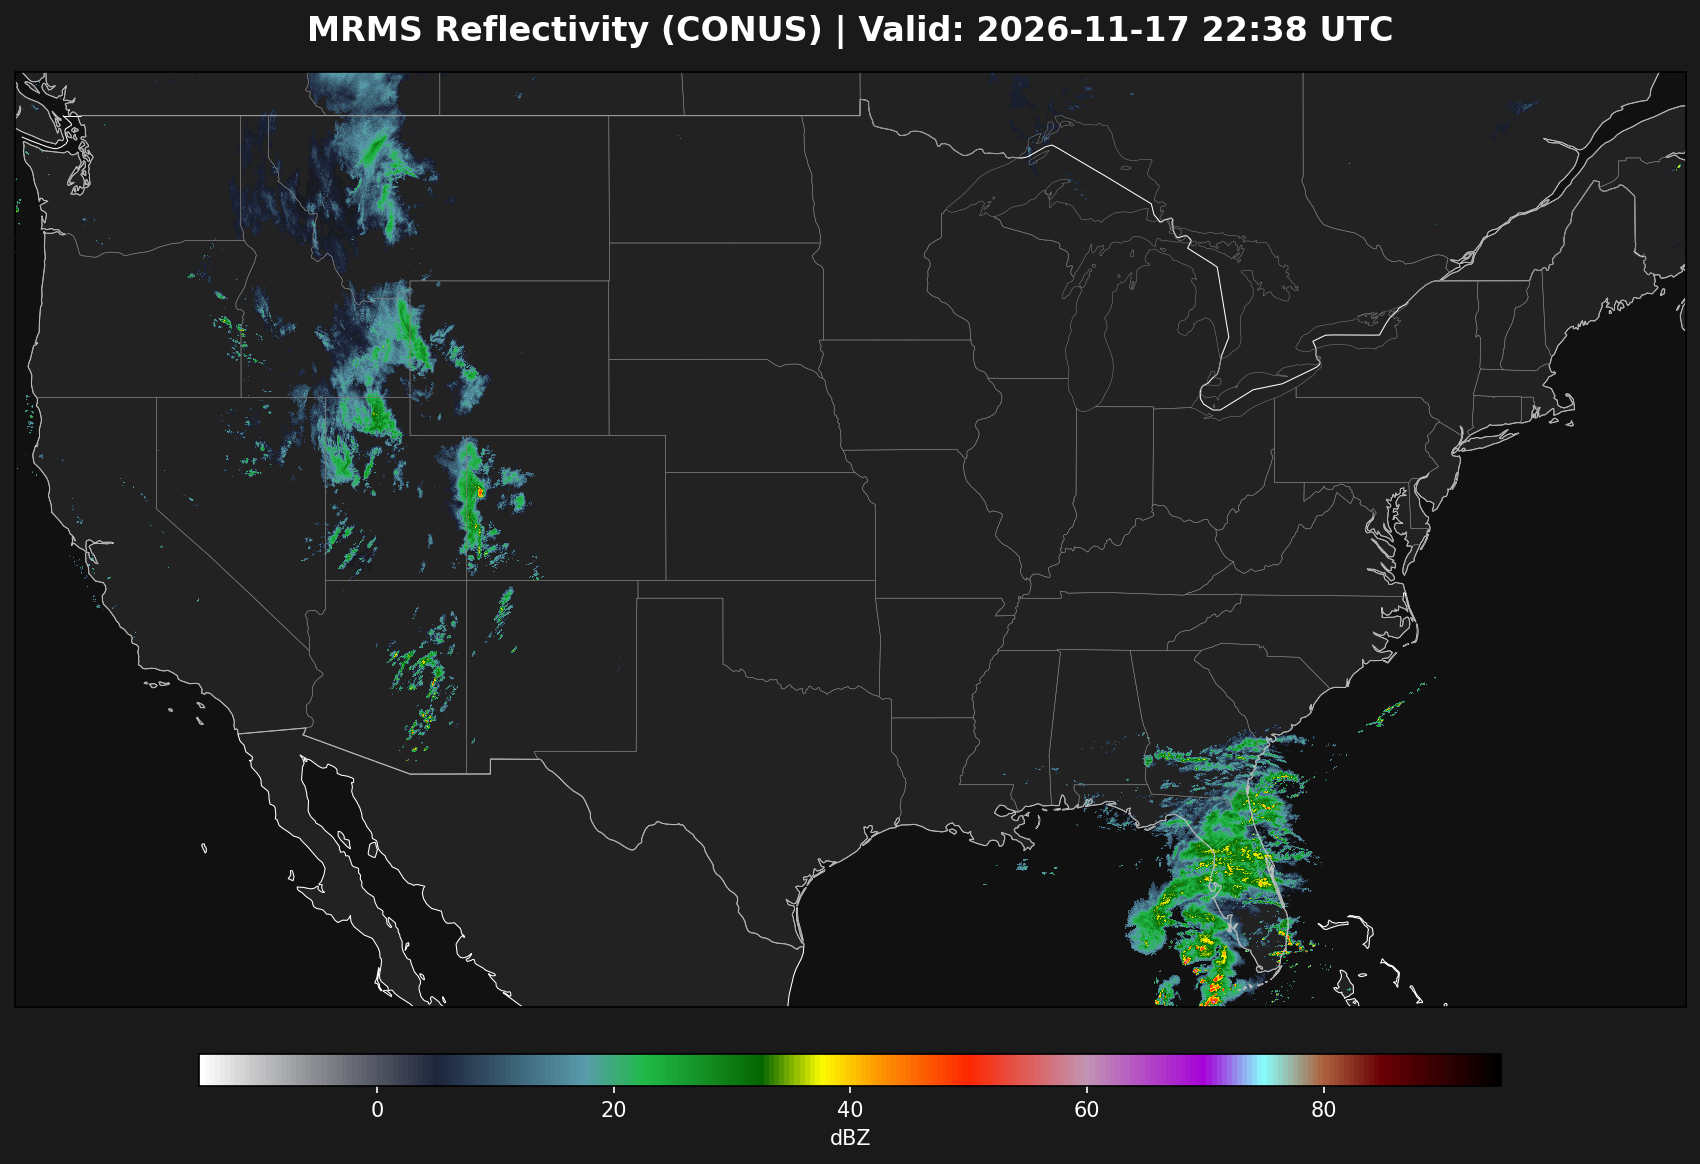 MRMS Reflectivity (CONUS) | Valid: 2026-11-17 22:38 UTC
0 20 40 60 80
dBZ